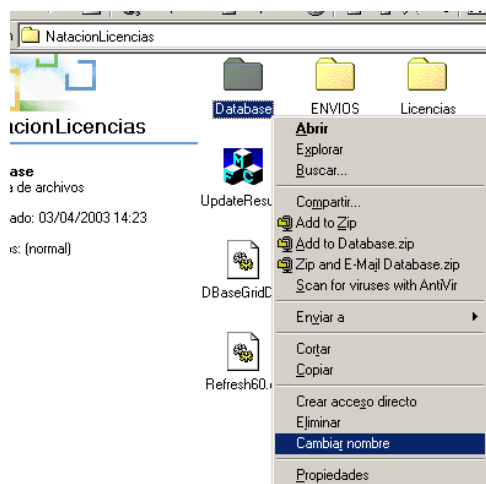 NatacionLicencias
Database
ENVIOS
Licencias
acionLicencias
ase
a de archivos
ado: 03/04/2003 14:23
os: (normal)
UpdateResu
DBaseGridD
Refresh60.
Abrir
Explorar
Buscar...
Compartir...
Add to Zip
Add to Database.zip
Zip and E-Mail Database.zip
Scan for viruses with AntiVir
Enviar a
Cortar
Copiar
Crear acceso directo
Eliminar
Cambiar nombre
Propiedades